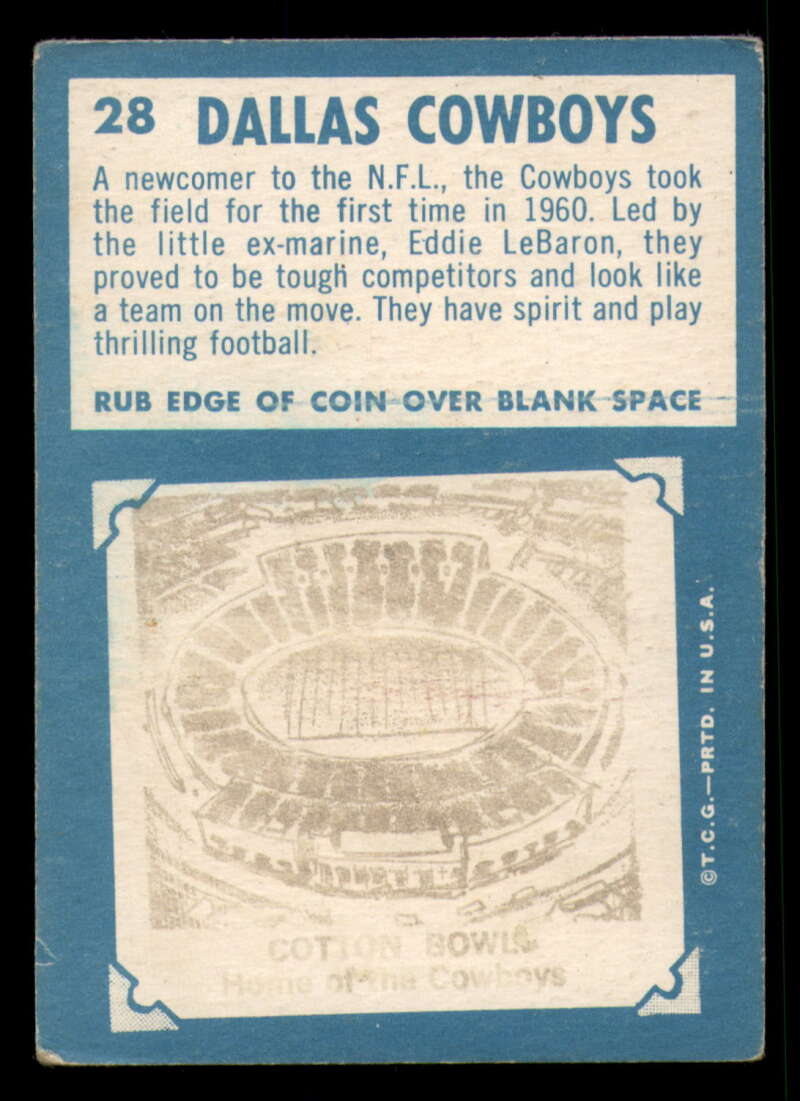 28 DALLAS COWBOYS
A newcomer to the N.F.L., the Cowboys took
the field for the first time in 1960. Led by
the little ex-marine, Eddie LeBaron, they
proved to be tough competitors and look like
a team on the move. They have spirit and play
thrilling football.
RUB EDGE OF COIN OVER BLANK SPACE
COTTON BOWL
Home of the Cowboys
©T.C.G.—PRTD. IN U.S.A.